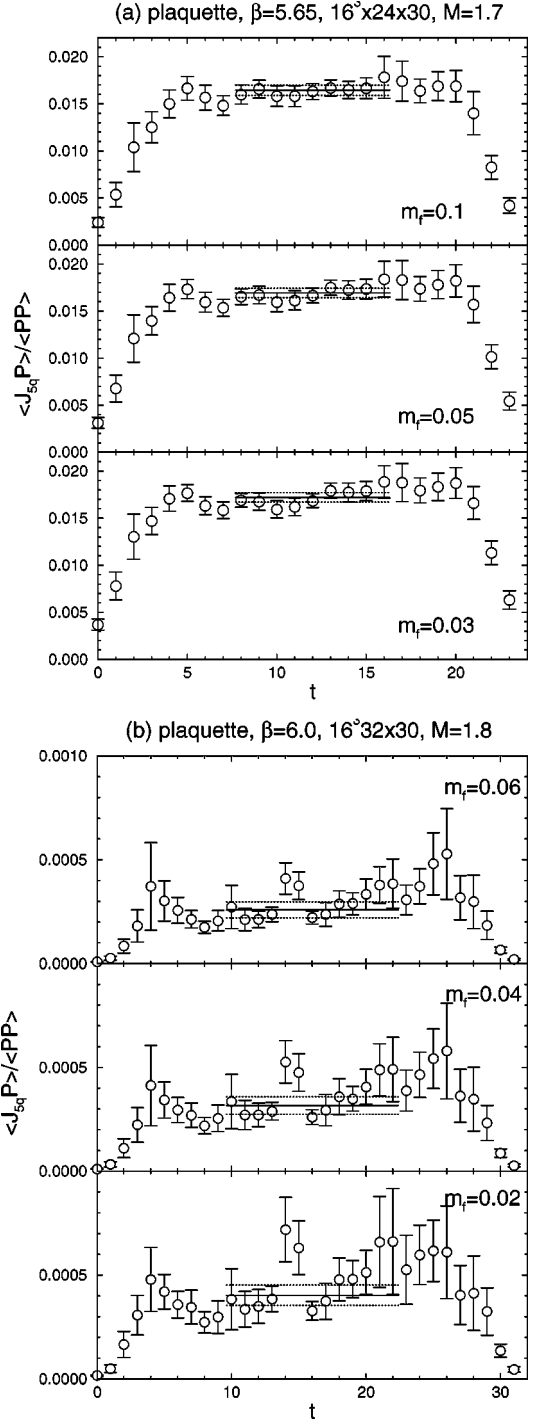 (a) plaquette, β=5.65, 16³x24x30, M=1.7
0.020
0.015
0.010
0.005
0.000
m_f=0.1
0.020
0.015
0.010
0.005
0.000
m_f=0.05
<J_5q P>/<PP>
0.020
0.015
0.010
0.005
0.000
m_f=0.03
0 5 10 15 20
t
(b) plaquette, β=6.0, 16³32x30, M=1.8
0.0010
0.0005
0.0000
m_f=0.06
0.0005
0.0000
m_f=0.04
<J_5q P>/<PP>
0.0005
0.0000
m_f=0.02
0 10 20 30
t